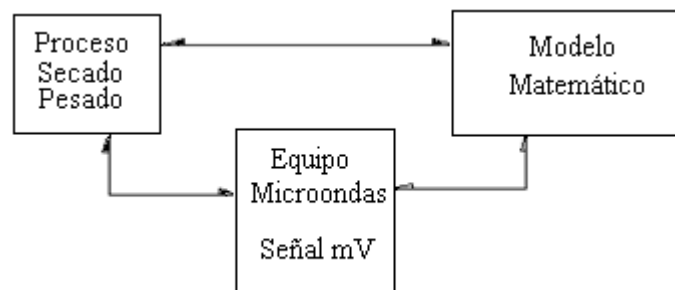 Proceso
Secado
Pesado
Modelo
Matemático
Equipo
Microondas
Señal mV